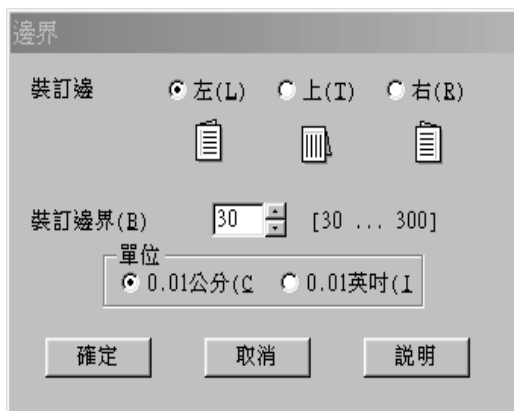 邊界
裝訂邊 左(L) 上(T) 右(R)
裝訂邊界(B) 30 [30 ... 300]
單位
0.01公分(C 0.01英吋(I
確定 取消 説明